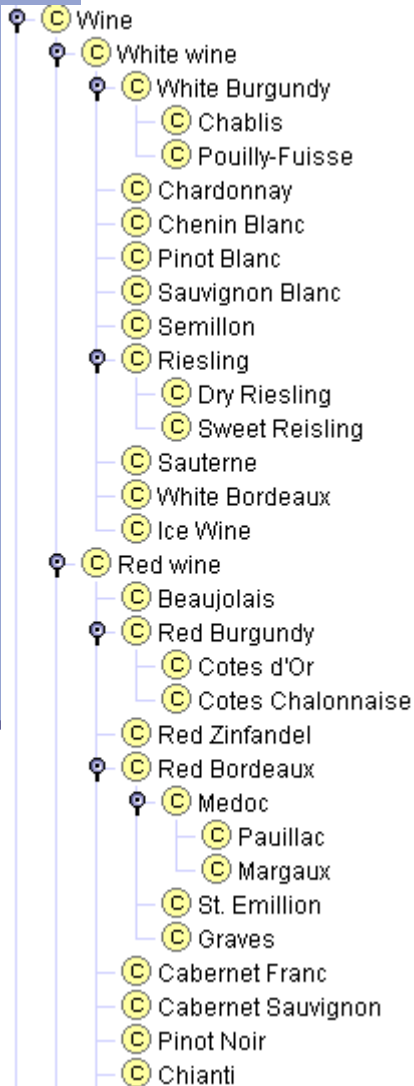 C Wine
C White wine
C White Burgundy
C Chablis
C Pouilly-Fuisse
C Chardonnay
C Chenin Blanc
C Pinot Blanc
C Sauvignon Blanc
C Semillon
C Riesling
C Dry Riesling
C Sweet Reisling
C Sauterne
C White Bordeaux
C Ice Wine
C Red wine
C Beaujolais
C Red Burgundy
C Cotes d'Or
C Cotes Chalonnaise
C Red Zinfandel
C Red Bordeaux
C Medoc
C Pauillac
C Margaux
C St. Emillion
C Graves
C Cabernet Franc
C Cabernet Sauvignon
C Pinot Noir
C Chianti